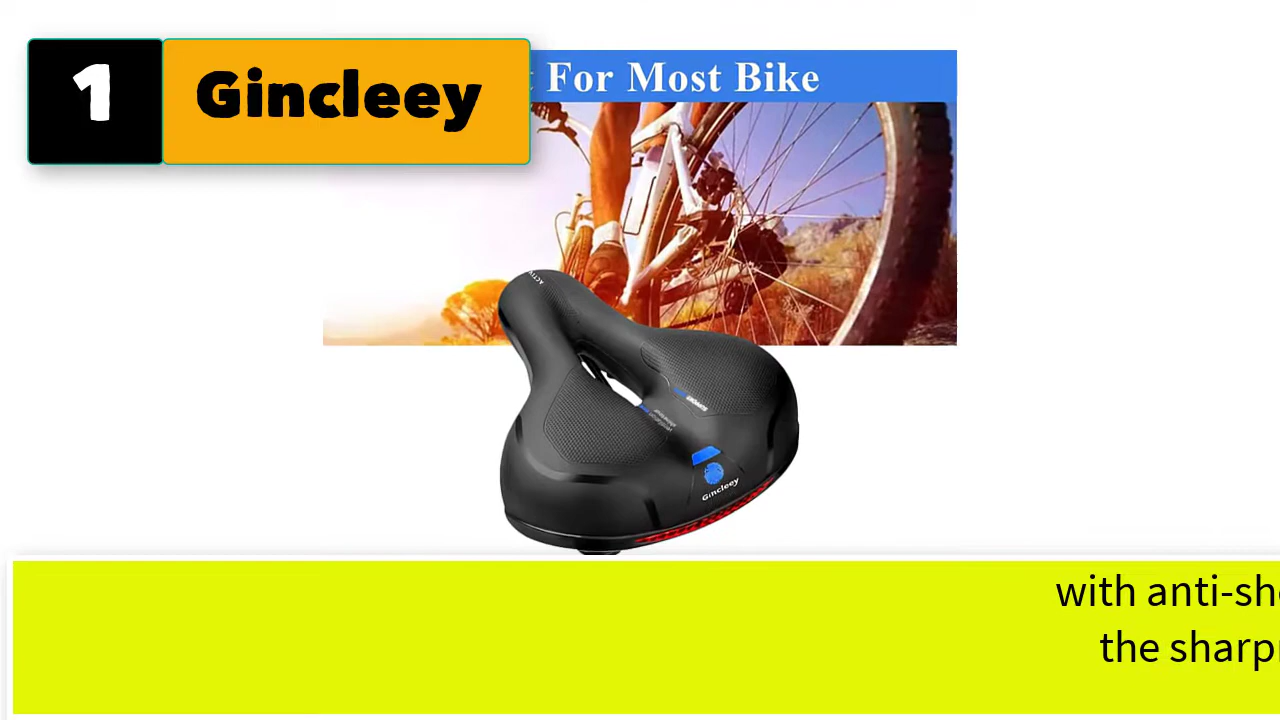 1
Gincleey
For Most Bike
Gincleey
with anti-sh
the sharp